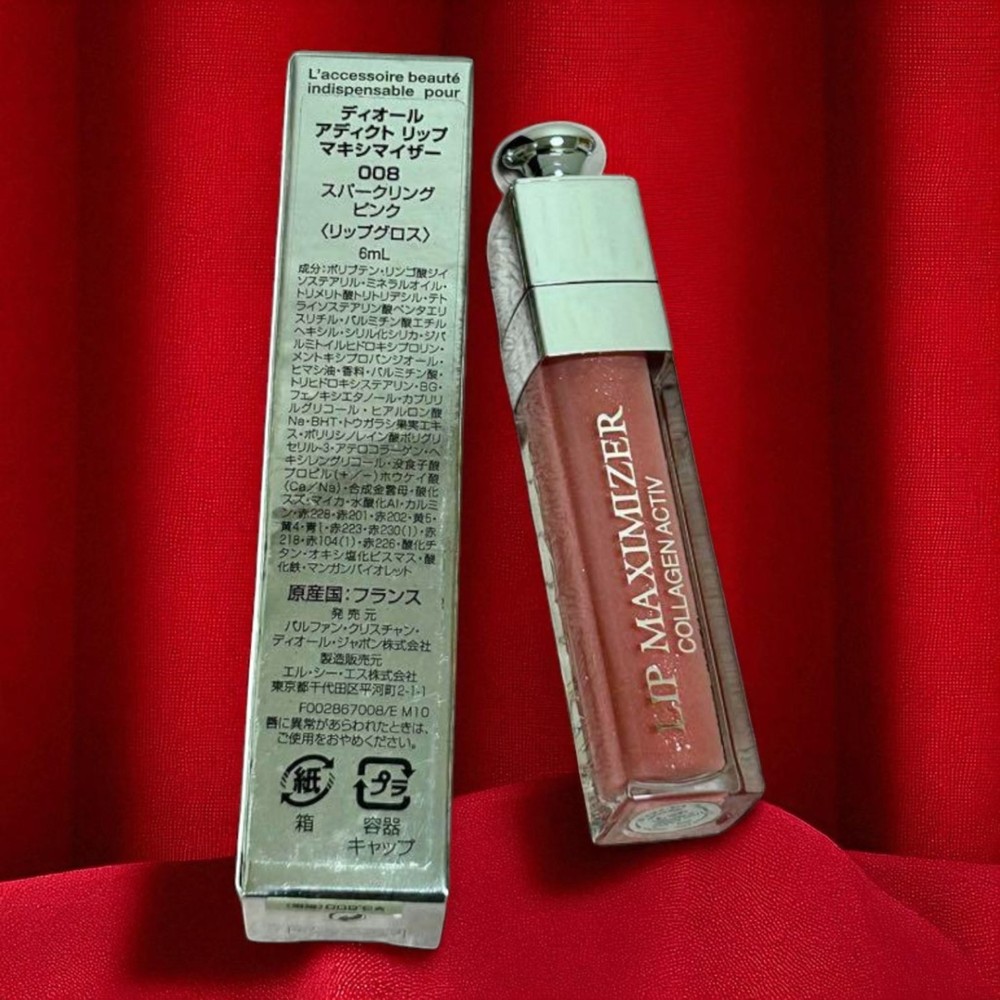 L'accessoire beauté
indispensable pour
ディオール
アディクト リップ
マキシマイザー
008
スパークリング
ピンク
〈リップグロス〉
6mL
成分:ポリブテン・リンゴ酸ジイ
ソステアリル・ミネラルオイル・
トリメリト酸トリトリデシル・テト
ライソステアリン酸ペンタエリ
スリチル・パルミチン酸エチル
ヘキシル・シリル化シリカ・ジパ
ルミトイルヒドロキシプロリン・
メントキシプロパンジオール・
ヒマシ油・香料・パルミチン酸・
トリヒドロキシステアリン・BG・
フェノキシエタノール・カプリリ
ルグリコール・ヒアルロン酸
Na・BHT・トウガラシ果実エキ
ス・ポリリシノレイン酸ポリグリ
セリル-3・アテロコラーゲン・ヘ
キシレングリコール・没食子酸
プロピル(+/-)ホウケイ酸
(Ca/Na)・合成金雲母・酸化
スズ・マイカ・水酸化Al・カルミ
ン・赤228・赤201・赤202・黄5・
黄4・青1・赤223・赤230(1)・赤
218・赤104(1)・赤226・酸化チ
タン・オキシ塩化ビスマス・酸
化鉄・マンガンバイオレット
原産国:フランス
発売元
パルファン・クリスチャン・
ディオール・ジャポン株式会社
製造販売元
エル・シー・エス株式会社
東京都千代田区平河町2-1-1
F002867008/E M10
唇に異常があらわれたときは、
ご使用をおやめください。
紙 プラ
箱 容器
キャップ
LIP MAXIMIZER
COLLAGEN ACTIV